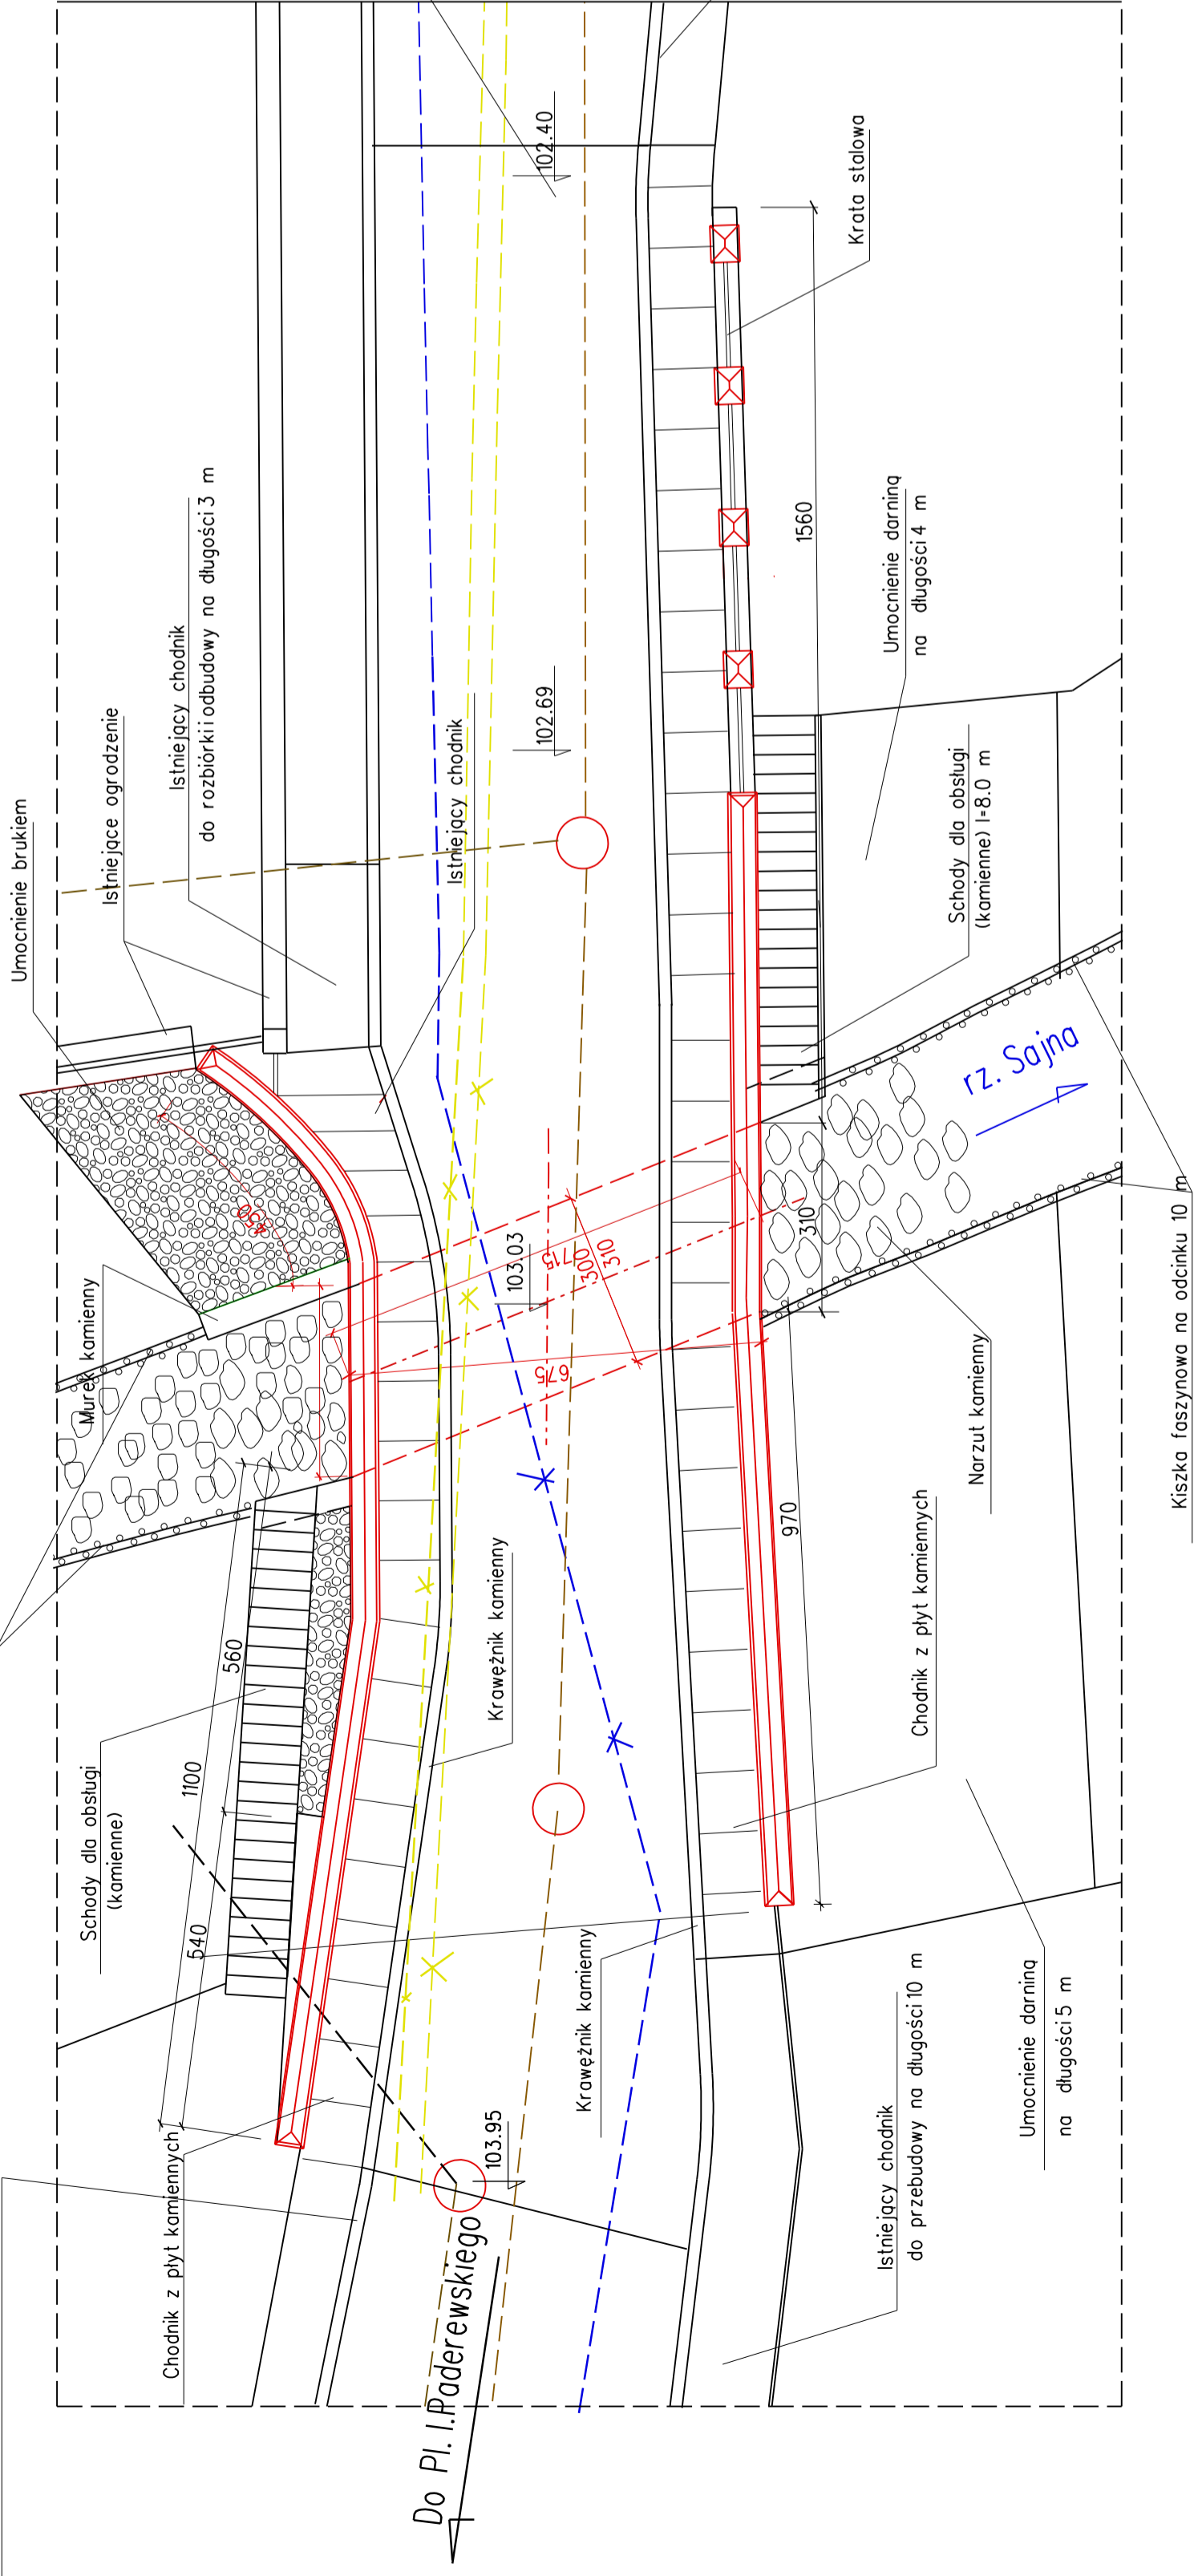 Umocnienie brukiem
Istniejące ogrodzenie
Istniejący chodnik
do rozbiórki i odbudowy na długości 3 m
Istniejący chodnik
102.40
102.69
Krata stalowa
1560
Umocnienie darniną
na długości 4 m
Schody dla obsługi
(kamienne) l=8.0 m
rz. Sajna
450
Murek kamienny
103.03
715
300
310
675
310
Narzut kamienny
Kiszka faszynowa na odcinku 10 m
970
Chodnik z płyt kamiennych
Krawężnik kamienny
560
1100
540
Schody dla obsługi
(kamienne)
Krawężnik kamienny
103.95
Chodnik z płyt kamiennych
Do Pl. I.Paderewskiego
Istniejący chodnik
do przebudowy na długości 10 m
Umocnienie darniną
na długości 5 m